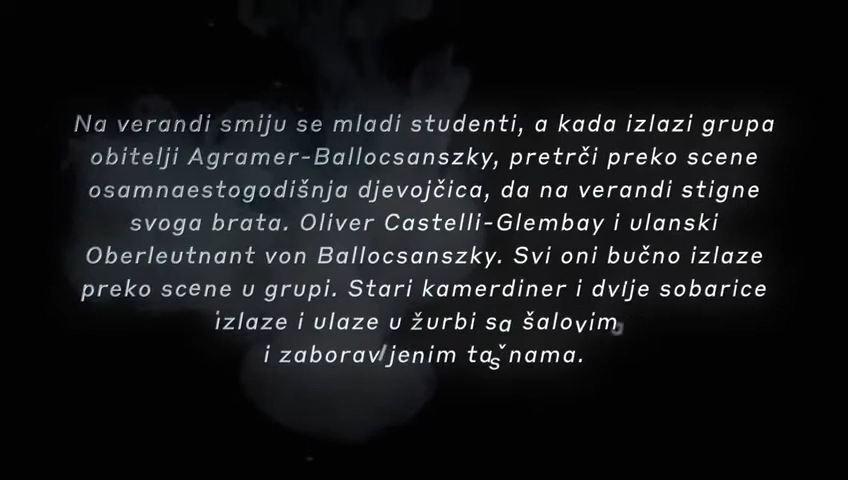 Na verandi smiju se mladi studenti, a kada izlazi grupa
obitelji Agramer-Ballocsanszky, pretrči preko scene
osamnaestogodišnja djevojčica, da na verandi stigne
svoga brata. Oliver Castelli-Glembay i ulanski
Oberleutnant von Ballocsanszky. Svi oni bučno izlaze
preko scene u grupi. Stari kamerdiner i dvije sobarice
izlaze i ulaze u žurbi sa šalovima
i zaboravljenim tašnama.